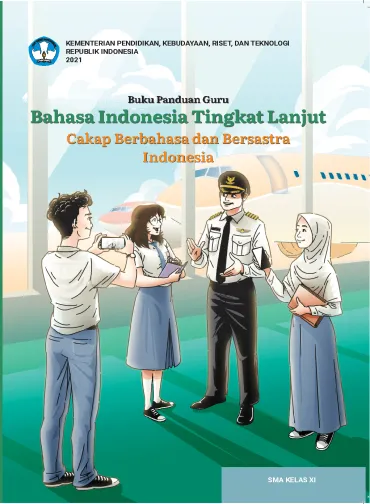 KEMENTERIAN PENDIDIKAN, KEBUDAYAAN, RISET, DAN TEKNOLOGI
REPUBLIK INDONESIA
2021
Buku Panduan Guru
Bahasa Indonesia Tingkat Lanjut
Cakap Berbahasa dan Bersastra
Indonesia
SMA KELAS XI